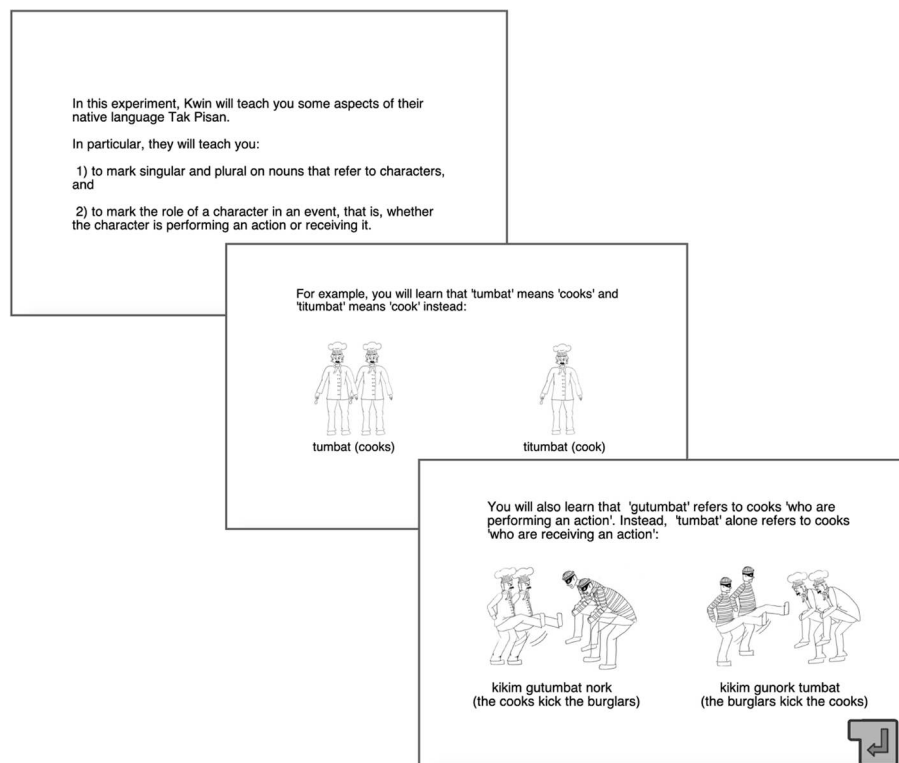 In this experiment, Kwin will teach you some aspects of their
native language Tak Pisan.
In particular, they will teach you:
1) to mark singular and plural on nouns that refer to characters,
and
2) to mark the role of a character in an event, that is, whether
the character is performing an action or receiving it.
For example, you will learn that 'tumbat' means 'cooks' and
'titumbat' means 'cook' instead:
tumbat (cooks)
titumbat (cook)
You will also learn that 'gutumbat' refers to cooks 'who are
performing an action'. Instead, 'tumbat' alone refers to cooks
'who are receiving an action':
kikim gutumbat nork
(the cooks kick the burglars)
kikim gunork tumbat
(the burglars kick the cooks)